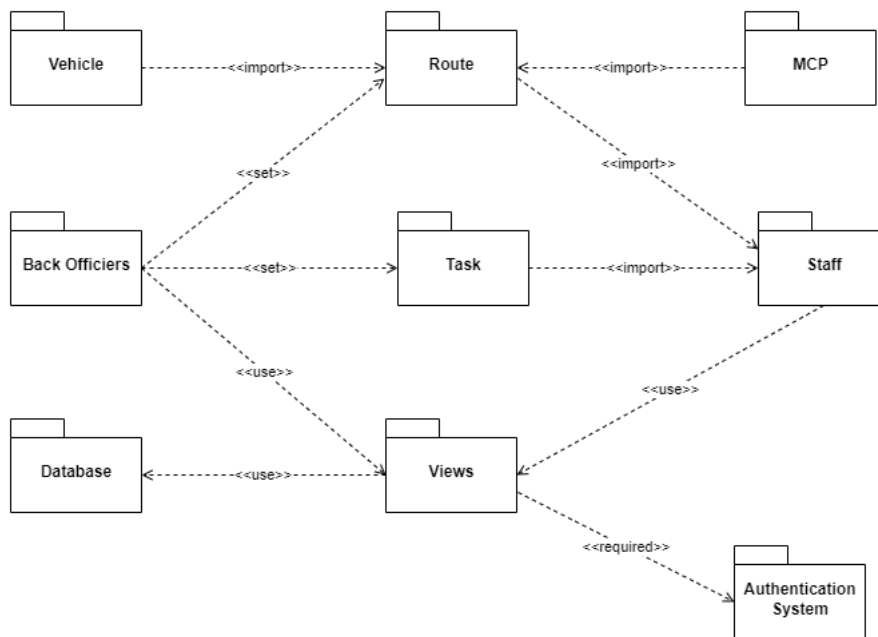 Vehicle
<<import>>
Route
<<import>>
MCP
<<set>>
<<import>>
Back Officiers
<<set>>
Task
<<import>>
Staff
<<use>>
<<use>>
Database
<<use>>
Views
<<required>>
Authentication
System